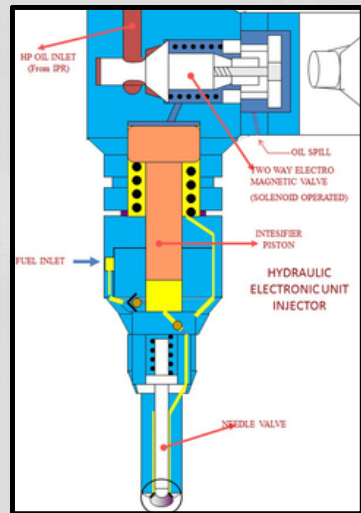 HP OIL INLET
(From IPR)
OIL SPILL
TWO WAY ELECTRO
MAGNETIC VALVE
(SOLENOID OPERATED)
INTESIFIER
PISTON
FUEL INLET
HYDRAULIC
ELECTRONIC UNIT
INJECTOR
NEEDLE VALVE